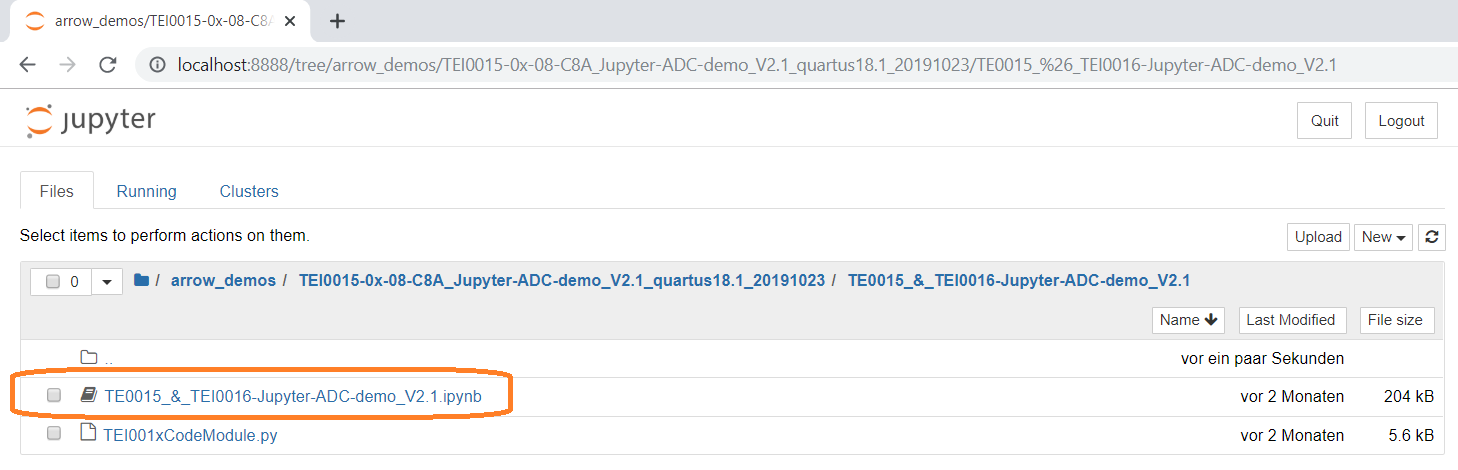 arrow_demos/TEI0015-0x-08-C8A
localhost:8888/tree/arrow_demos/TEI0015-0x-08-C8A_Jupyter-ADC-demo_V2.1_quartus18.1_20191023/TE0015_%26_TEI0016-Jupyter-ADC-demo_V2.1
jupyter Quit Logout
Files Running Clusters
Select items to perform actions on them. Upload New
0 / arrow_demos / TEI0015-0x-08-C8A_Jupyter-ADC-demo_V2.1_quartus18.1_20191023 / TE0015_&_TEI0016-Jupyter-ADC-demo_V2.1
Name Last Modified File size
.. vor ein paar Sekunden
TE0015_&_TEI0016-Jupyter-ADC-demo_V2.1.ipynb vor 2 Monaten 204 kB
TEI001xCodeModule.py vor 2 Monaten 5.6 kB